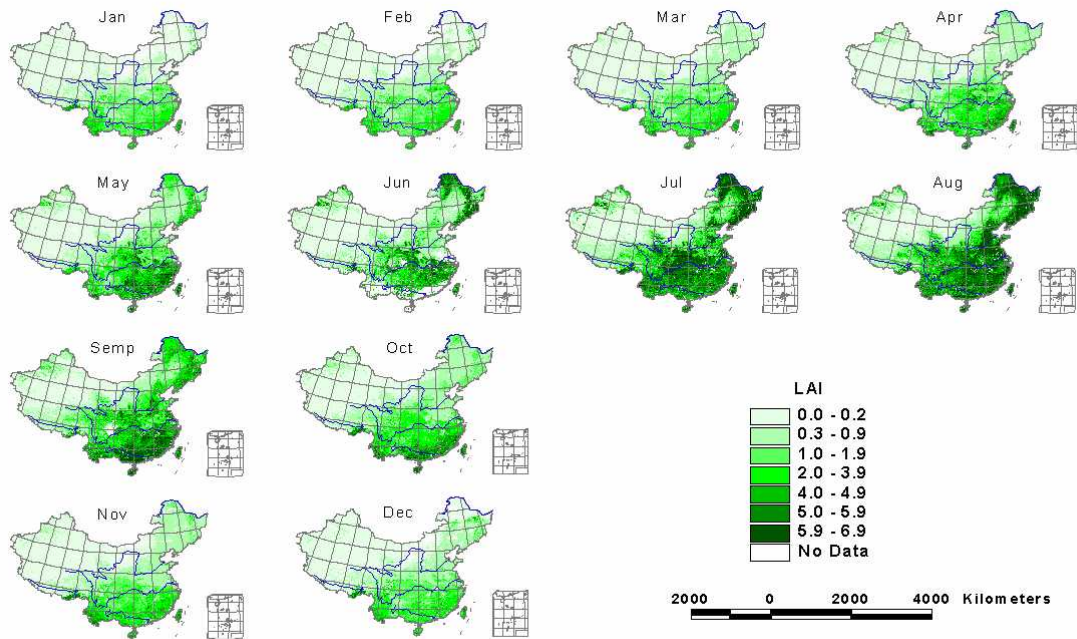 Jan Feb Mar Apr
May Jun Jul Aug
Semp Oct
LAI
0.0 - 0.2
0.3 - 0.9
1.0 - 1.9
2.0 - 3.9
4.0 - 4.9
5.0 - 5.9
5.9 - 6.9
No Data
Nov Dec
2000 0 2000 4000 Kilometers